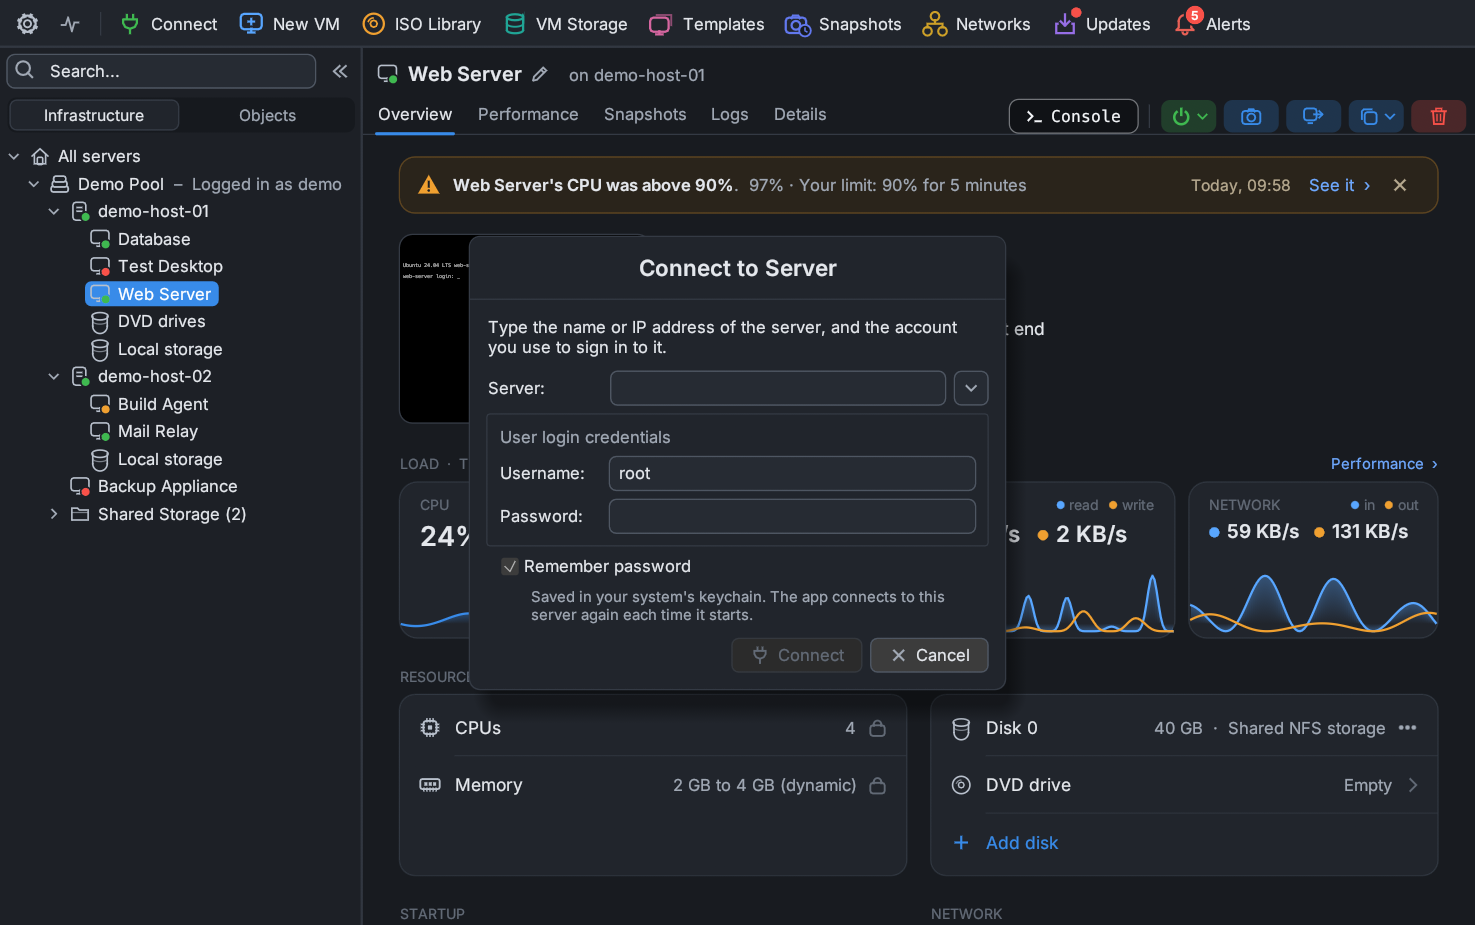 Connect
New VM
ISO Library
VM Storage
Templates
Snapshots
Networks
Updates
5
Alerts
Search...
Infrastructure
Objects
All servers
Demo Pool – Logged in as demo
demo-host-01
Database
Test Desktop
Web Server
DVD drives
Local storage
demo-host-02
Build Agent
Mail Relay
Local storage
Backup Appliance
Shared Storage (2)
Web Server
on demo-host-01
Overview
Performance
Snapshots
Logs
Details
>_ Console
Web Server's CPU was above 90%. 97% · Your limit: 90% for 5 minutes
Today, 09:58
See it ›
Ubuntu 24.04 LTS web-s
web-server login: _
end
Connect to Server
Type the name or IP address of the server, and the account
you use to sign in to it.
Server:
User login credentials
Username: root
Password:
Remember password
Saved in your system's keychain. The app connects to this
server again each time it starts.
Connect
Cancel
LOAD · T
Performance ›
CPU
24%
read
write
/s
2 KB/s
NETWORK
in
out
59 KB/s
131 KB/s
RESOURC
CPUs
4
Memory
2 GB to 4 GB (dynamic)
Disk 0
40 GB · Shared NFS storage
DVD drive
Empty
+ Add disk
STARTUP
NETWORK